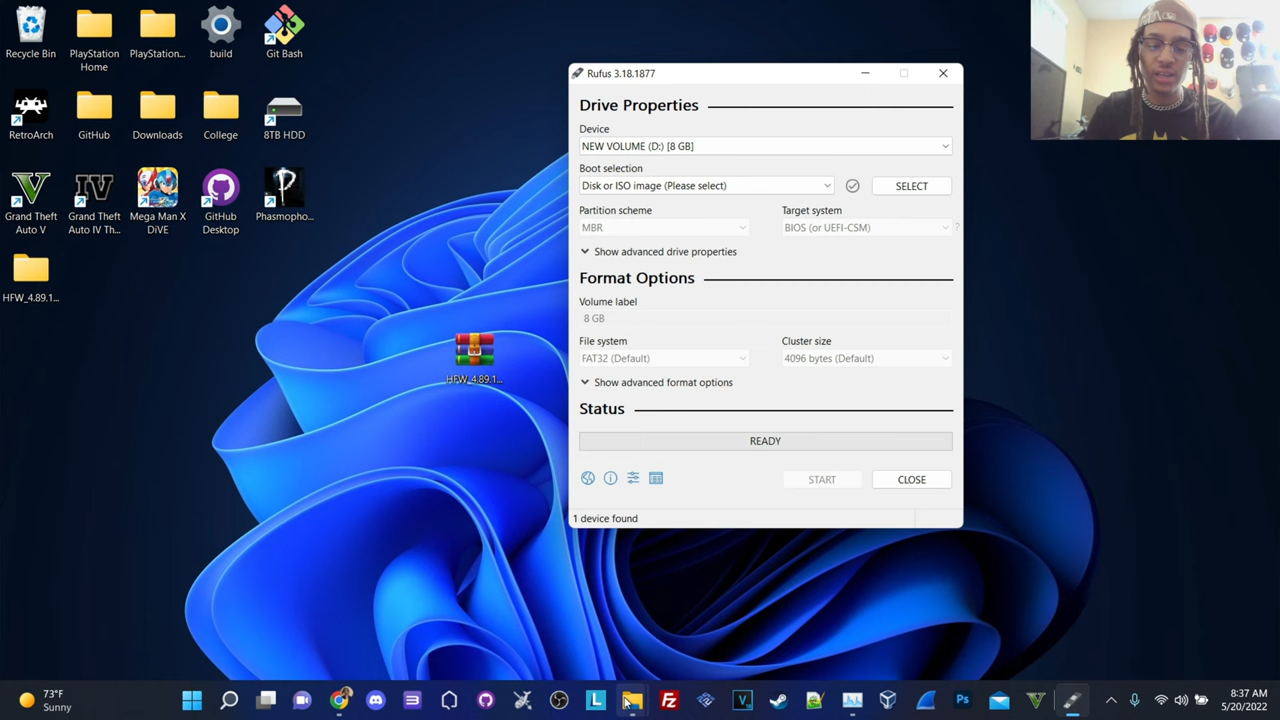 Recycle Bin
PlayStation Home
PlayStation...
build
Git Bash
RetroArch
GitHub
Downloads
College
8TB HDD
Grand Theft Auto V
Grand Theft Auto IV Th...
Mega Man X DiVE
GitHub Desktop
Phasmopho...
HFW_4.89.1...
HFW_4.89.1...
Rufus 3.18.1877
Drive Properties
Device
NEW VOLUME (D:) [8 GB]
Boot selection
Disk or ISO image (Please select)
SELECT
Partition scheme
Target system
MBR
BIOS (or UEFI-CSM)
?
Show advanced drive properties
Format Options
Volume label
8 GB
File system
Cluster size
FAT32 (Default)
4096 bytes (Default)
Show advanced format options
Status
READY
START
CLOSE
1 device found
73°F
Sunny
8:37 AM
5/20/2022